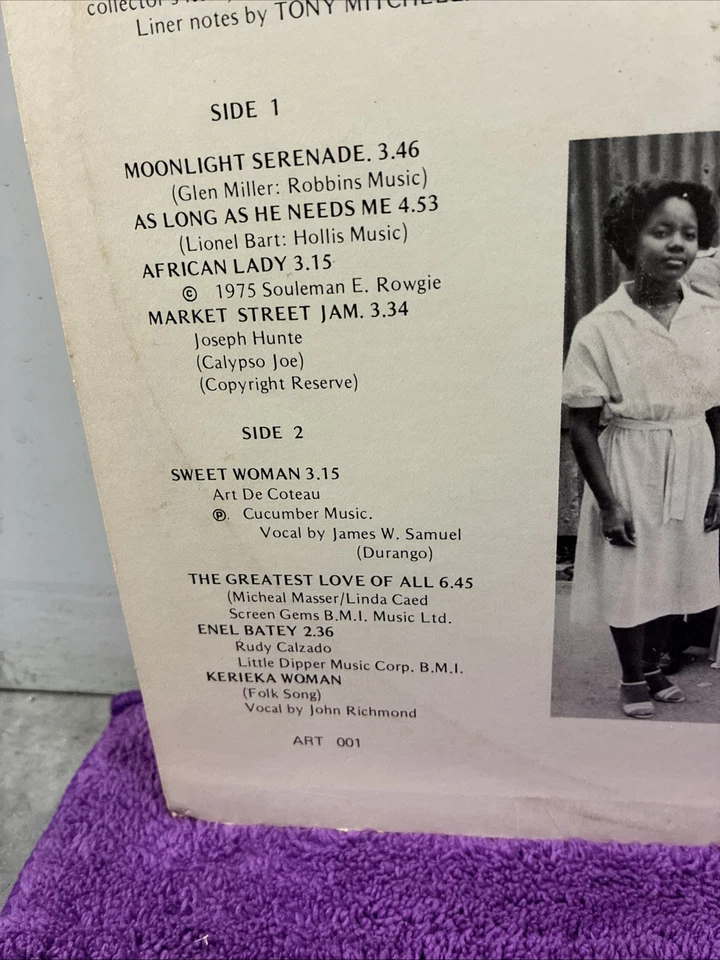 Liner notes by TONY
SIDE 1
MOONLIGHT SERENADE. 3.46
(Glen Miller: Robbins Music)
AS LONG AS HE NEEDS ME 4.53
(Lionel Bart: Hollis Music)
AFRICAN LADY 3.15
© 1975 Souleman E. Rowgie
MARKET STREET JAM. 3.34
Joseph Hunte
(Calypso Joe)
(Copyright Reserve)
SIDE 2
SWEET WOMAN 3.15
Art De Coteau
℗. Cucumber Music.
Vocal by James W. Samuel
(Durango)
THE GREATEST LOVE OF ALL 6.45
(Micheal Masser/Linda Caed
Screen Gems B.M.I. Music Ltd.
ENEL BATEY 2.36
Rudy Calzado
Little Dipper Music Corp. B.M.I.
KERIEKA WOMAN
(Folk Song)
Vocal by John Richmond
ART 001